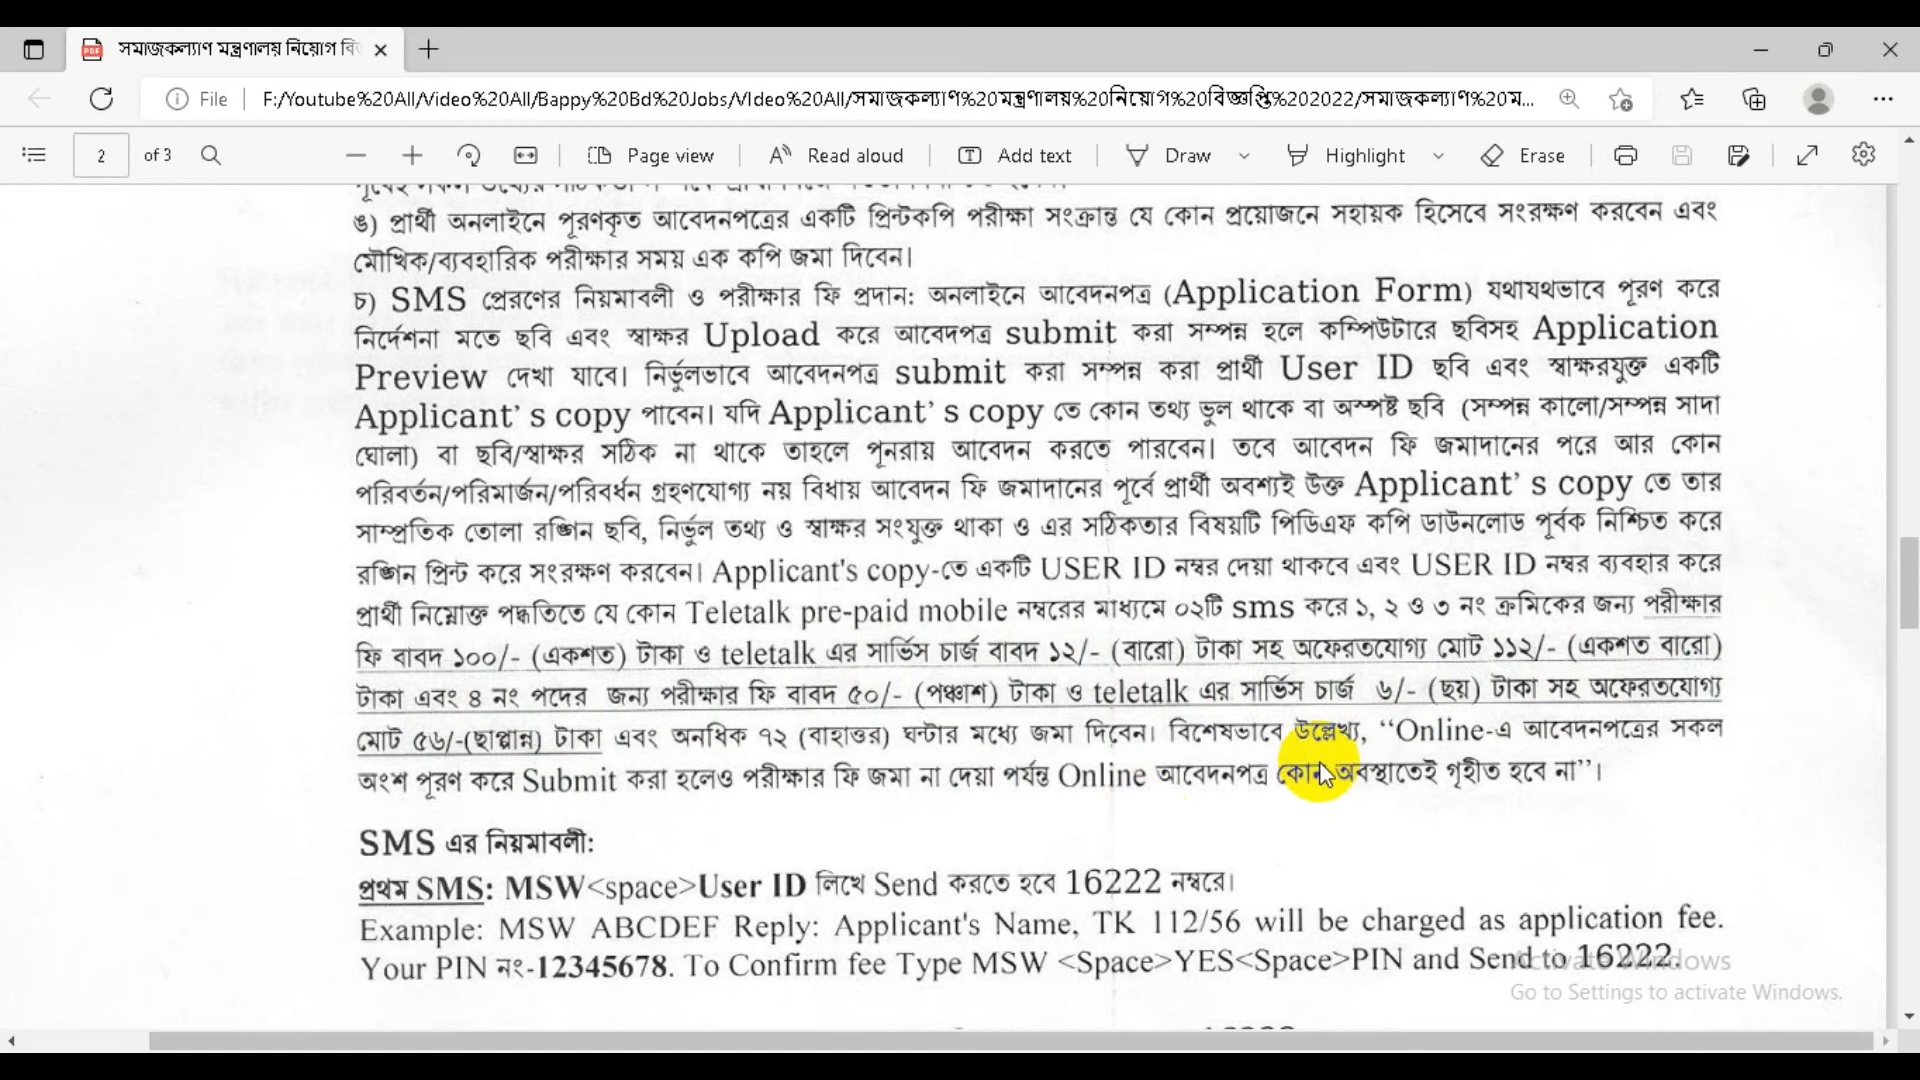 সমাজকল্যাণ মন্ত্রণালয় নিয়োগ বি
File F:/Youtube%20All/Video%20All/Bappy%20Bd%20Jobs/VIdeo%20All/সমাজকল্যাণ%20মন্ত্রণালয়%20নিয়োগ%20বিজ্ঞপ্তি%202022/সমাজকল্যাণ%20ম...
2 of 3 Page view Read aloud Add text Draw Highlight Erase
ঙ) প্রার্থী অনলাইনে পূরণকৃত আবেদনপত্রের একটি প্রিন্টকপি পরীক্ষা সংক্রান্ত যে কোন প্রয়োজনে সহায়ক হিসেবে সংরক্ষণ করবেন এবং
মৌখিক/ব্যবহারিক পরীক্ষার সময় এক কপি জমা দিবেন।
চ) SMS প্রেরণের নিয়মাবলী ও পরীক্ষার ফি প্রদান: অনলাইনে আবেদনপত্র (Application Form) যথাযথভাবে পূরণ করে
নির্দেশনা মতে ছবি এবং স্বাক্ষর Upload করে আবেদপত্র submit করা সম্পন্ন হলে কম্পিউটারে ছবিসহ Application
Preview দেখা যাবে। নির্ভুলভাবে আবেদনপত্র submit করা সম্পন্ন করা প্রার্থী User ID ছবি এবং স্বাক্ষরযুক্ত একটি
Applicant’ s copy পাবেন। যদি Applicant’ s copy তে কোন তথ্য ভুল থাকে বা অস্পষ্ট ছবি (সম্পন্ন কালো/সম্পন্ন সাদা
ঘোলা) বা ছবি/স্বাক্ষর সঠিক না থাকে তাহলে পূনরায় আবেদন করতে পারবেন। তবে আবেদন ফি জমাদানের পরে আর কোন
পরিবর্তন/পরিমার্জন/পরিবর্ধন গ্রহণযোগ্য নয় বিধায় আবেদন ফি জমাদানের পূর্বে প্রার্থী অবশ্যই উক্ত Applicant’ s copy তে তার
সাম্প্রতিক তোলা রঙ্গিন ছবি, নির্ভুল তথ্য ও স্বাক্ষর সংযুক্ত থাকা ও এর সঠিকতার বিষয়টি পিডিএফ কপি ডাউনলোড পূর্বক নিশ্চিত করে
রঙ্গিন প্রিন্ট করে সংরক্ষণ করবেন। Applicant's copy-তে একটি USER ID নম্বর দেয়া থাকবে এবং USER ID নম্বর ব্যবহার করে
প্রার্থী নিম্নোক্ত পদ্ধতিতে যে কোন Teletalk pre-paid mobile নম্বরের মাধ্যমে ০২টি sms করে ১, ২ ও ৩ নং ক্রমিকের জন্য পরীক্ষার
ফি বাবদ ১০০/- (একশত) টাকা ও teletalk এর সার্ভিস চার্জ বাবদ ১২/- (বারো) টাকা সহ অফেরতযোগ্য মোট ১১২/- (একশত বারো)
টাকা এবং ৪ নং পদের জন্য পরীক্ষার ফি বাবদ ৫০/- (পঞ্চাশ) টাকা ও teletalk এর সার্ভিস চার্জ ৬/- (ছয়) টাকা সহ অফেরতযোগ্য
মোট ৫৬/-(ছাপ্পান্ন) টাকা এবং অনধিক ৭২ (বাহাত্তর) ঘন্টার মধ্যে জমা দিবেন। বিশেষভাবে উল্লেখ্য, ‘‘Online-এ আবেদনপত্রের সকল
অংশ পূরণ করে Submit করা হলেও পরীক্ষার ফি জমা না দেয়া পর্যন্ত Online আবেদনপত্র কোন অবস্থাতেই গৃহীত হবে না’’।
SMS এর নিয়মাবলী:
প্রথম SMS: MSW<space>User ID লিখে Send করতে হবে 16222 নম্বরে।
Example: MSW ABCDEF Reply: Applicant's Name, TK 112/56 will be charged as application fee.
Your PIN নং-12345678. To Confirm fee Type MSW <Space>YES<Space>PIN and Send to 16222.
Activate Windows
Go to Settings to activate Windows.